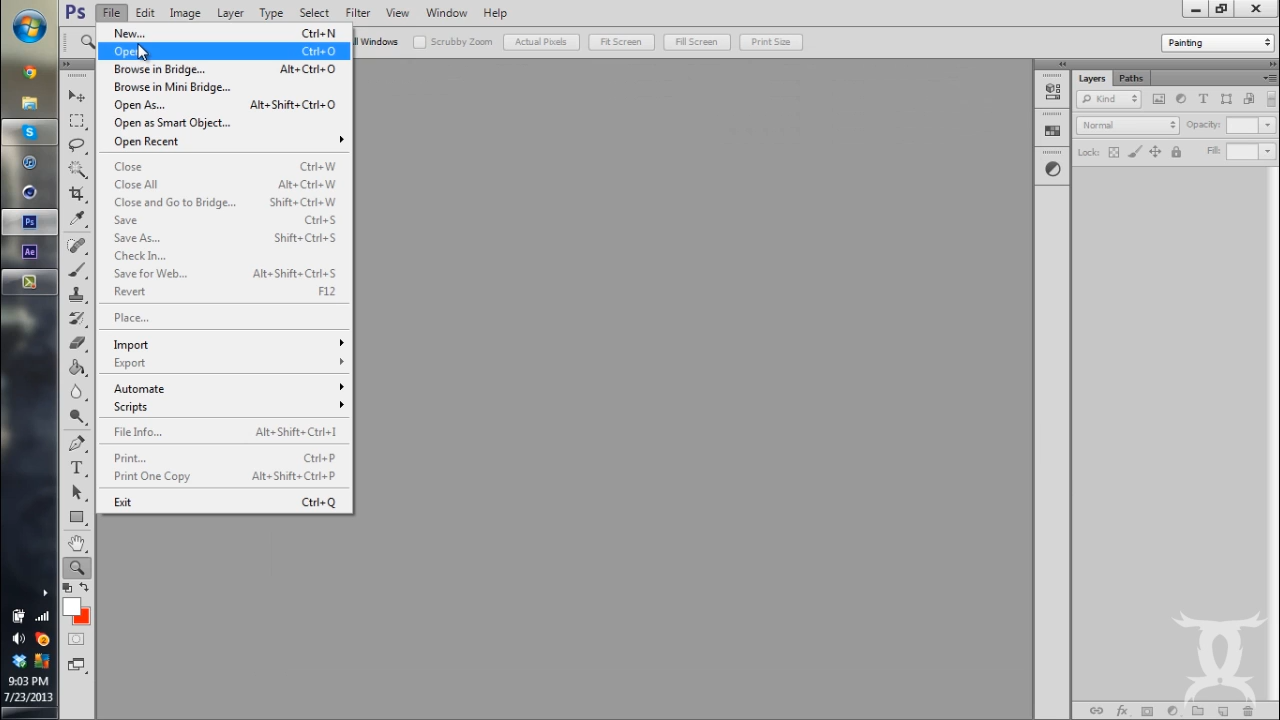 Ps File Edit Image Layer Type Select Filter View Window Help
All Windows Scrubby Zoom Actual Pixels Fit Screen Fill Screen Print Size Painting
New... Ctrl+N
Open... Ctrl+O
Browse in Bridge... Alt+Ctrl+O
Browse in Mini Bridge...
Open As... Alt+Shift+Ctrl+O
Open as Smart Object...
Open Recent
Close Ctrl+W
Close All Alt+Ctrl+W
Close and Go to Bridge... Shift+Ctrl+W
Save Ctrl+S
Save As... Shift+Ctrl+S
Check In...
Save for Web... Alt+Shift+Ctrl+S
Revert F12
Place...
Import
Export
Automate
Scripts
File Info... Alt+Shift+Ctrl+I
Print... Ctrl+P
Print One Copy Alt+Shift+Ctrl+P
Exit Ctrl+Q
Layers Paths
Kind
Normal Opacity:
Lock: Fill:
S
Ps
Ae
T
2
9:03 PM
7/23/2013
fx